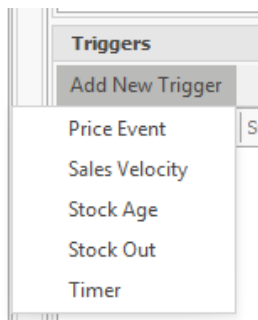 Triggers
Add New Trigger
Price Event
Sales Velocity
Stock Age
Stock Out
Timer